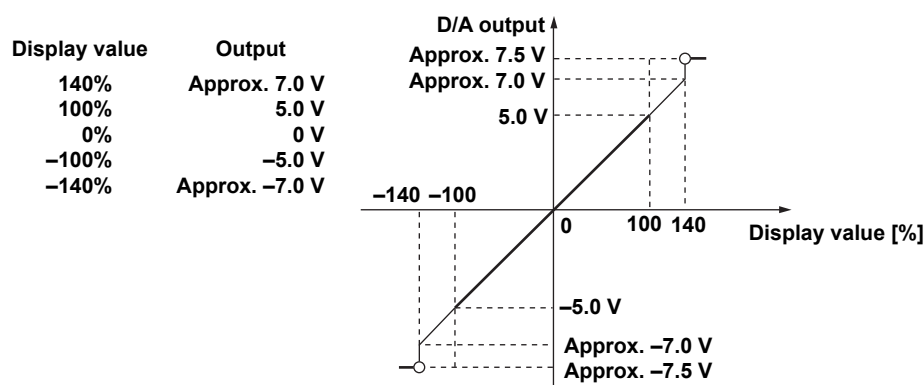 Display value Output
140% Approx. 7.0 V
100% 5.0 V
0% 0 V
–100% –5.0 V
–140% Approx. –7.0 V
D/A output
Approx. 7.5 V
Approx. 7.0 V
5.0 V
–140 –100
0 100 140
Display value [%]
–5.0 V
Approx. –7.0 V
Approx. –7.5 V